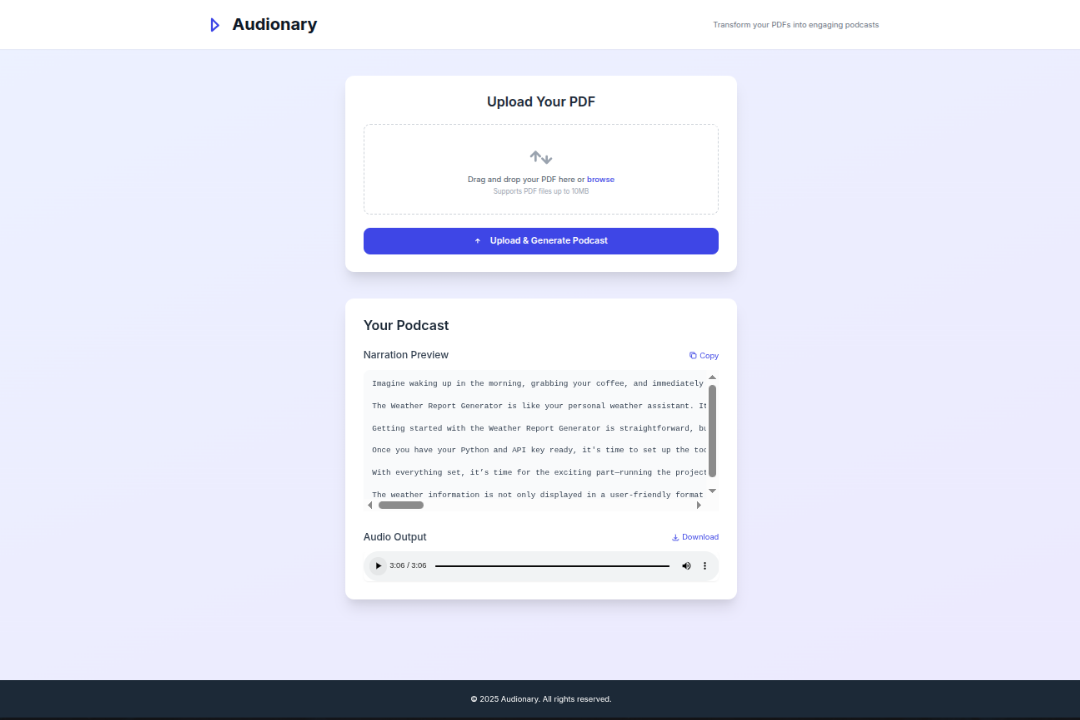 Audionary
Transform your PDFs into engaging podcasts
Upload Your PDF
Drag and drop your PDF here or browse
Supports PDF files up to 10MB
Upload & Generate Podcast
Your Podcast
Narration Preview
Copy
Imagine waking up in the morning, grabbing your coffee, and immediately
The Weather Report Generator is like your personal weather assistant. It
Getting started with the Weather Report Generator is straightforward, bu
Once you have your Python and API key ready, it's time to set up the too
With everything set, it's time for the exciting part—running the project
The weather information is not only displayed in a user-friendly format
Audio Output
Download
3:06 / 3:06
© 2025 Audionary. All rights reserved.